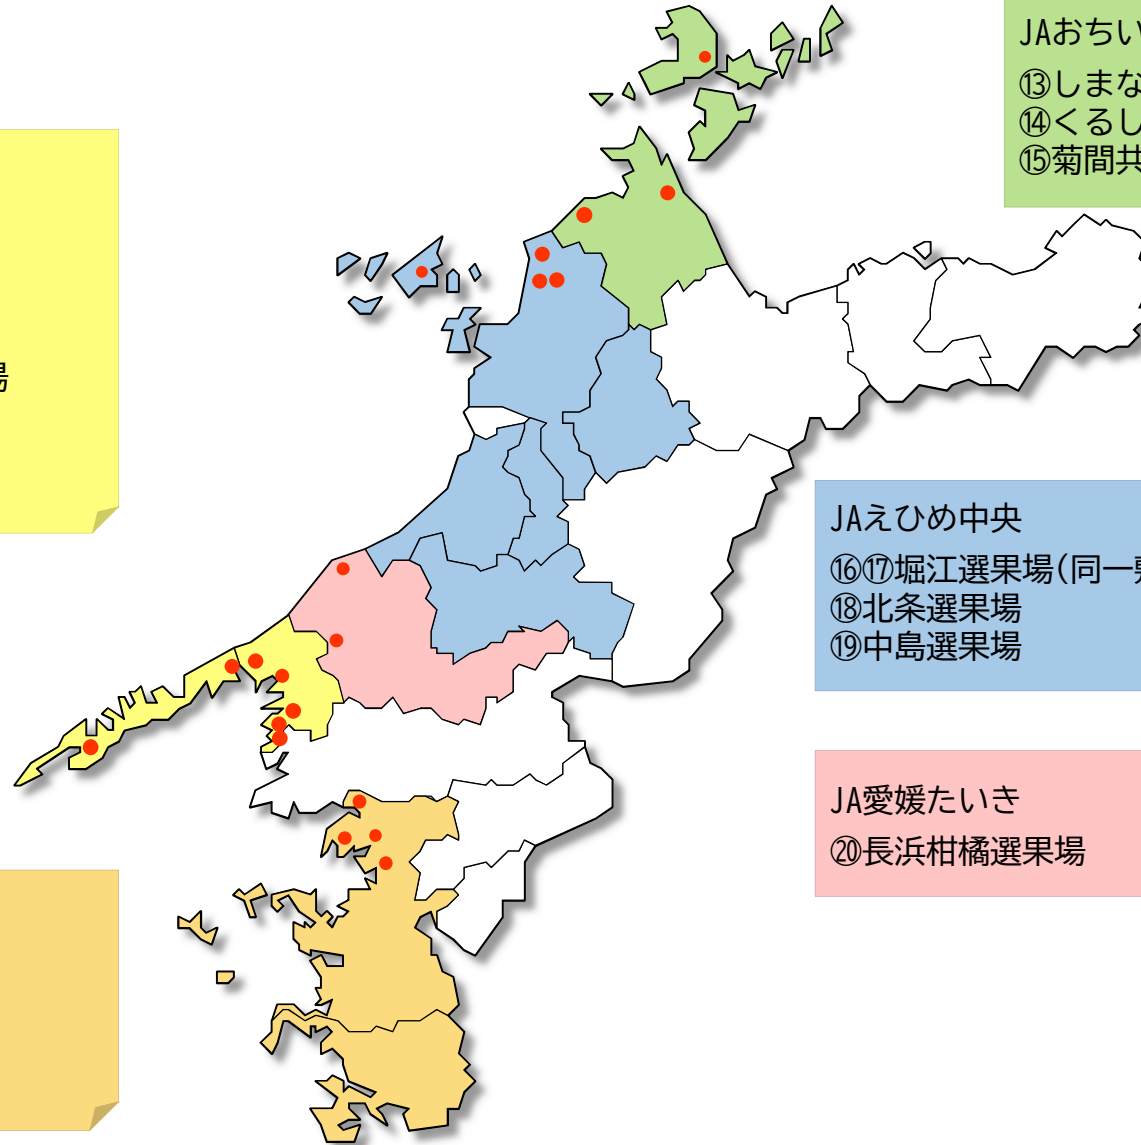 JAおちい
⑬しまな
⑭くるし
⑮菊間共
場
JAえひめ中央
⑯⑰堀江選果場(同一
⑱北条選果場
⑲中島選果場
JA愛媛たいき
⑳長浜柑橘選果場